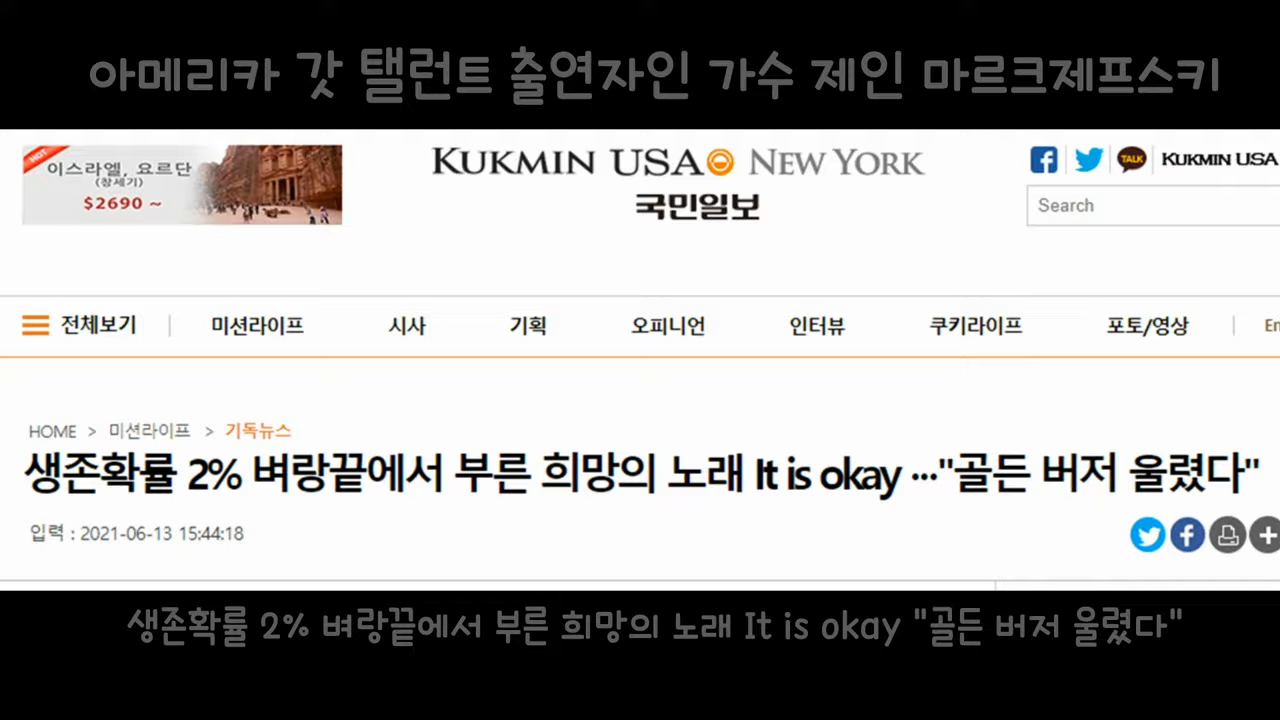 아메리카 갓 탤런트 출연자인 가수 제인 마르크제프스키
HOT
이스라엘, 요르단
(창세기)
$2690 ~
KUKMIN USA NEW YORK
국민일보
TALK
KUKMIN USA
Search
전체보기 미션라이프 시사 기획 오피니언 인터뷰 쿠키라이프 포토/영상 En
HOME > 미션라이프 > 기독뉴스
생존확률 2% 벼랑끝에서 부른 희망의 노래 It is okay ···"골든 버저 울렸다"
입력 : 2021-06-13 15:44:18
생존확률 2% 벼랑끝에서 부른 희망의 노래 It is okay "골든 버저 울렸다"